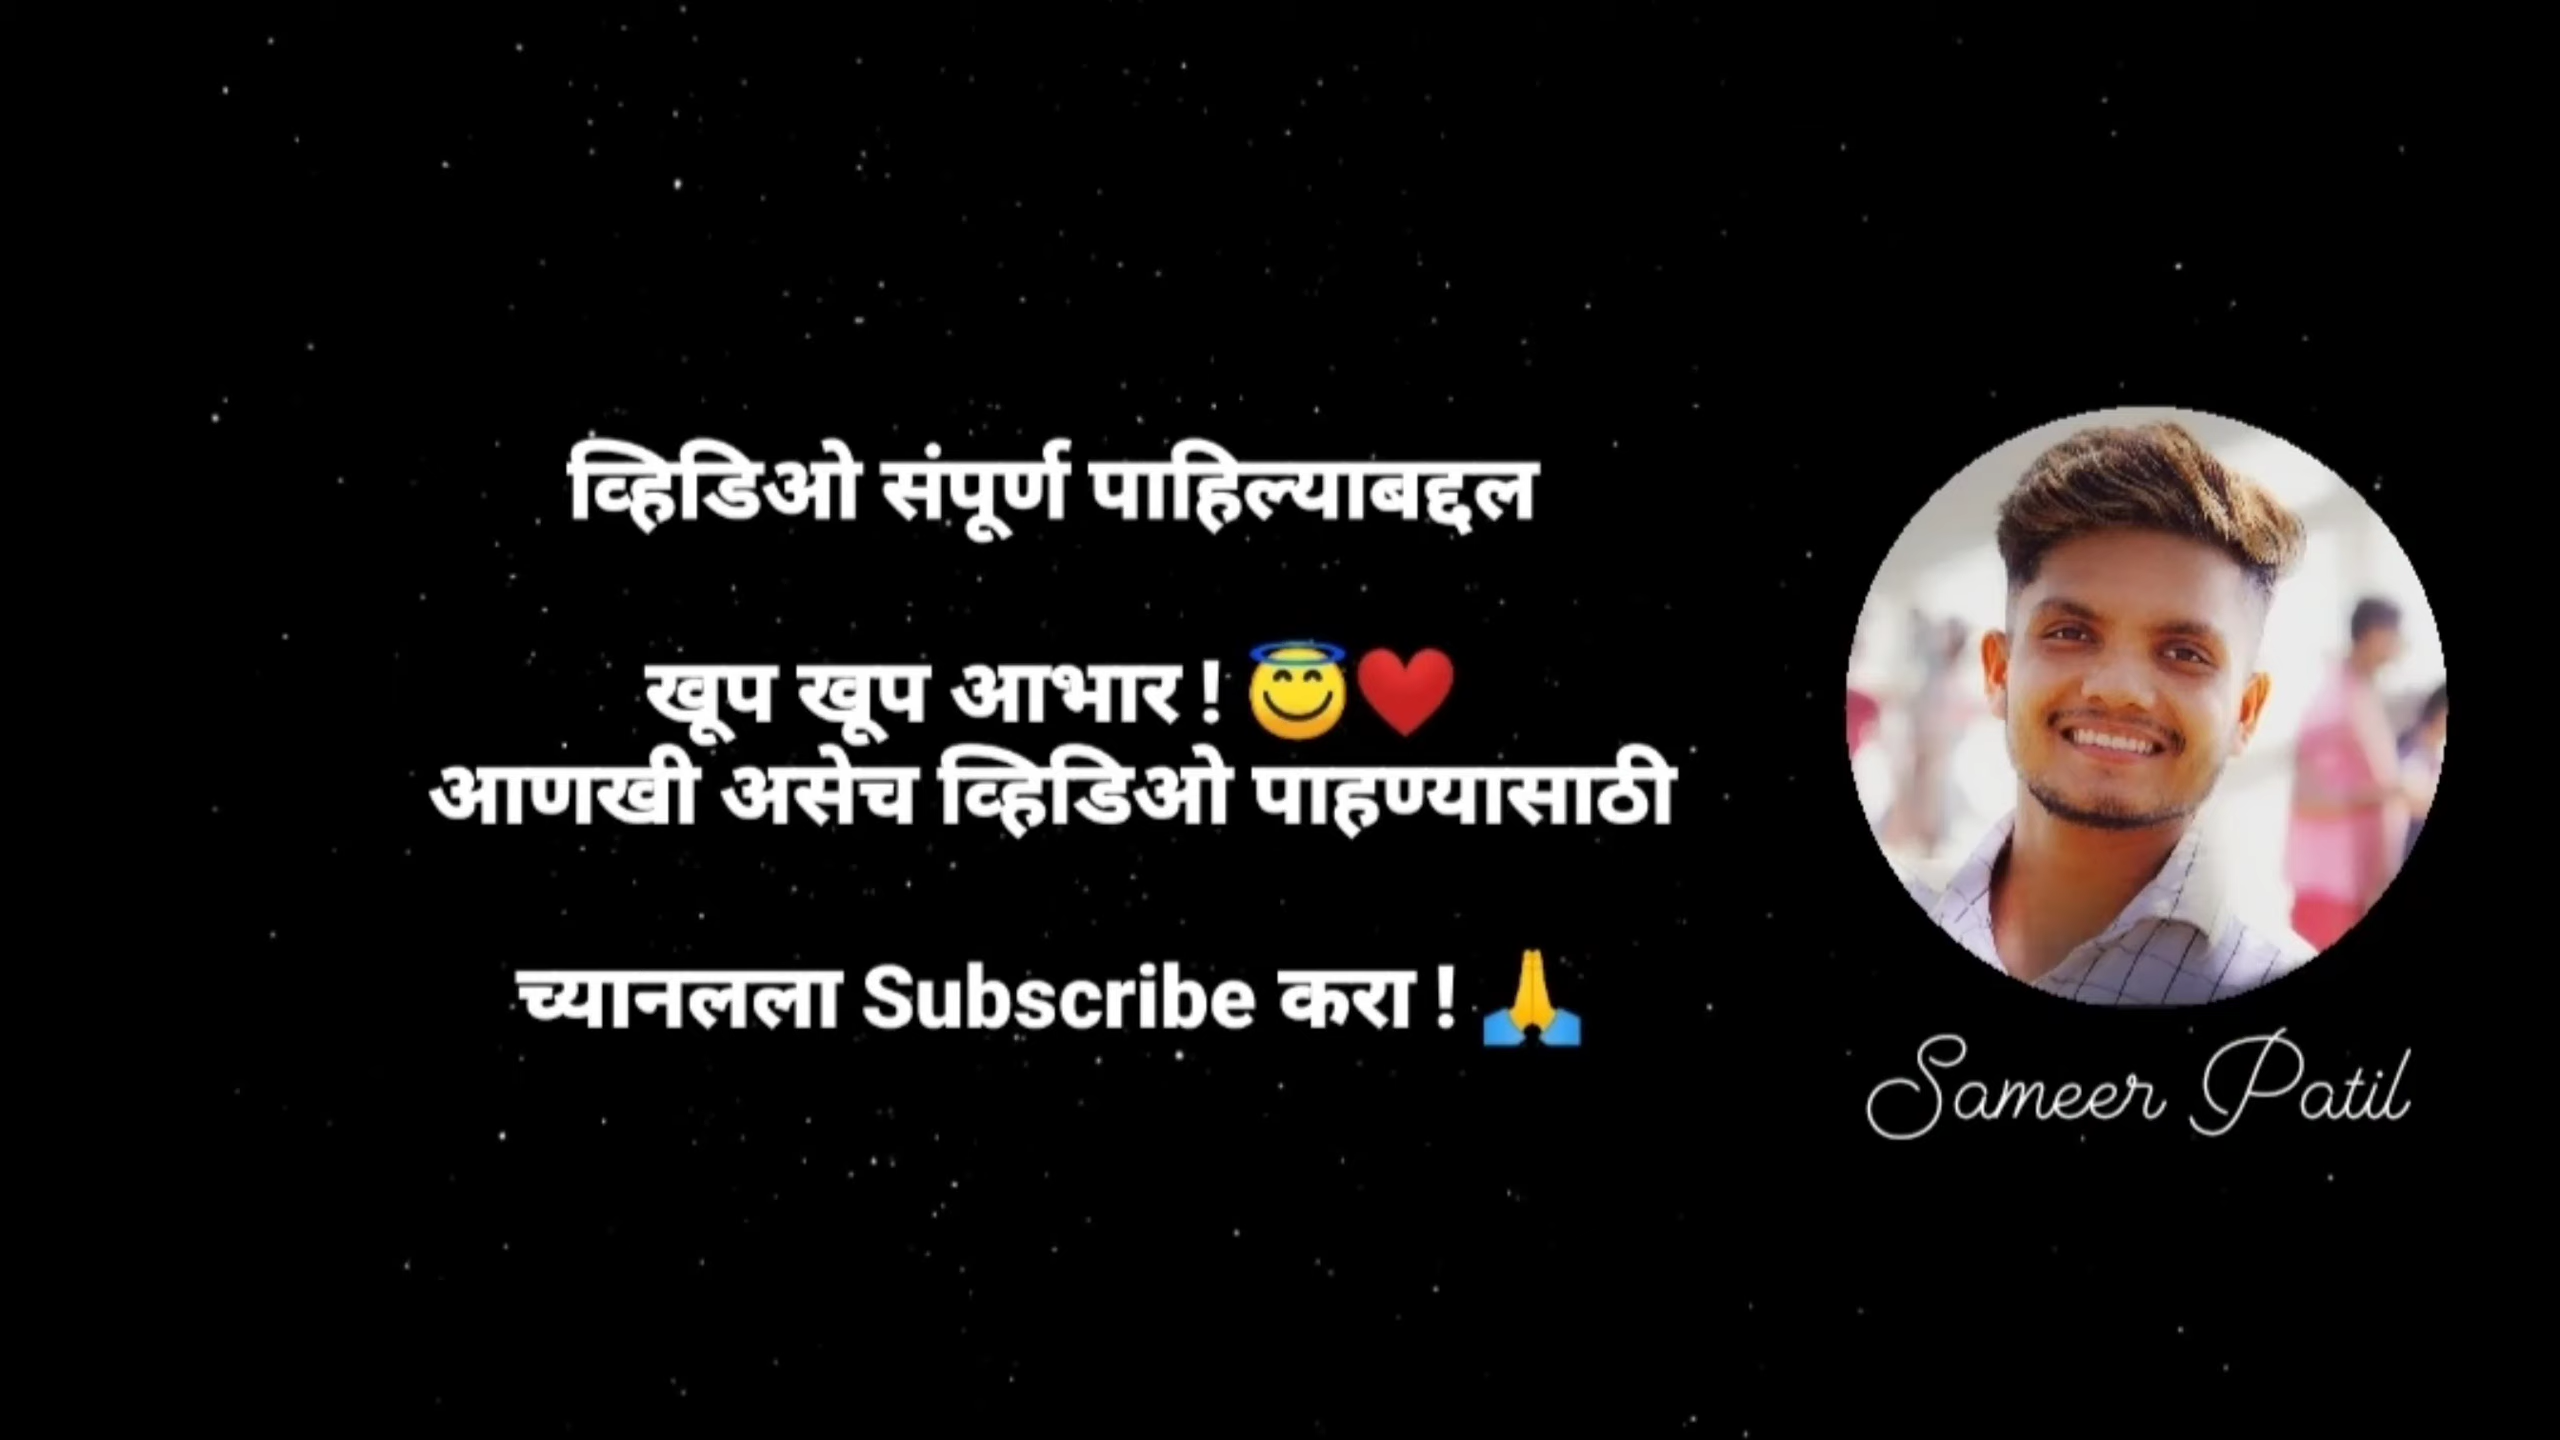 व्हिडिओ संपूर्ण पाहिल्याबद्दल
खूप खूप आभार ! 😇❤️
आणखी असेच व्हिडिओ पाहण्यासाठी
च्यानलला Subscribe करा ! 🙏
Sameer Patil